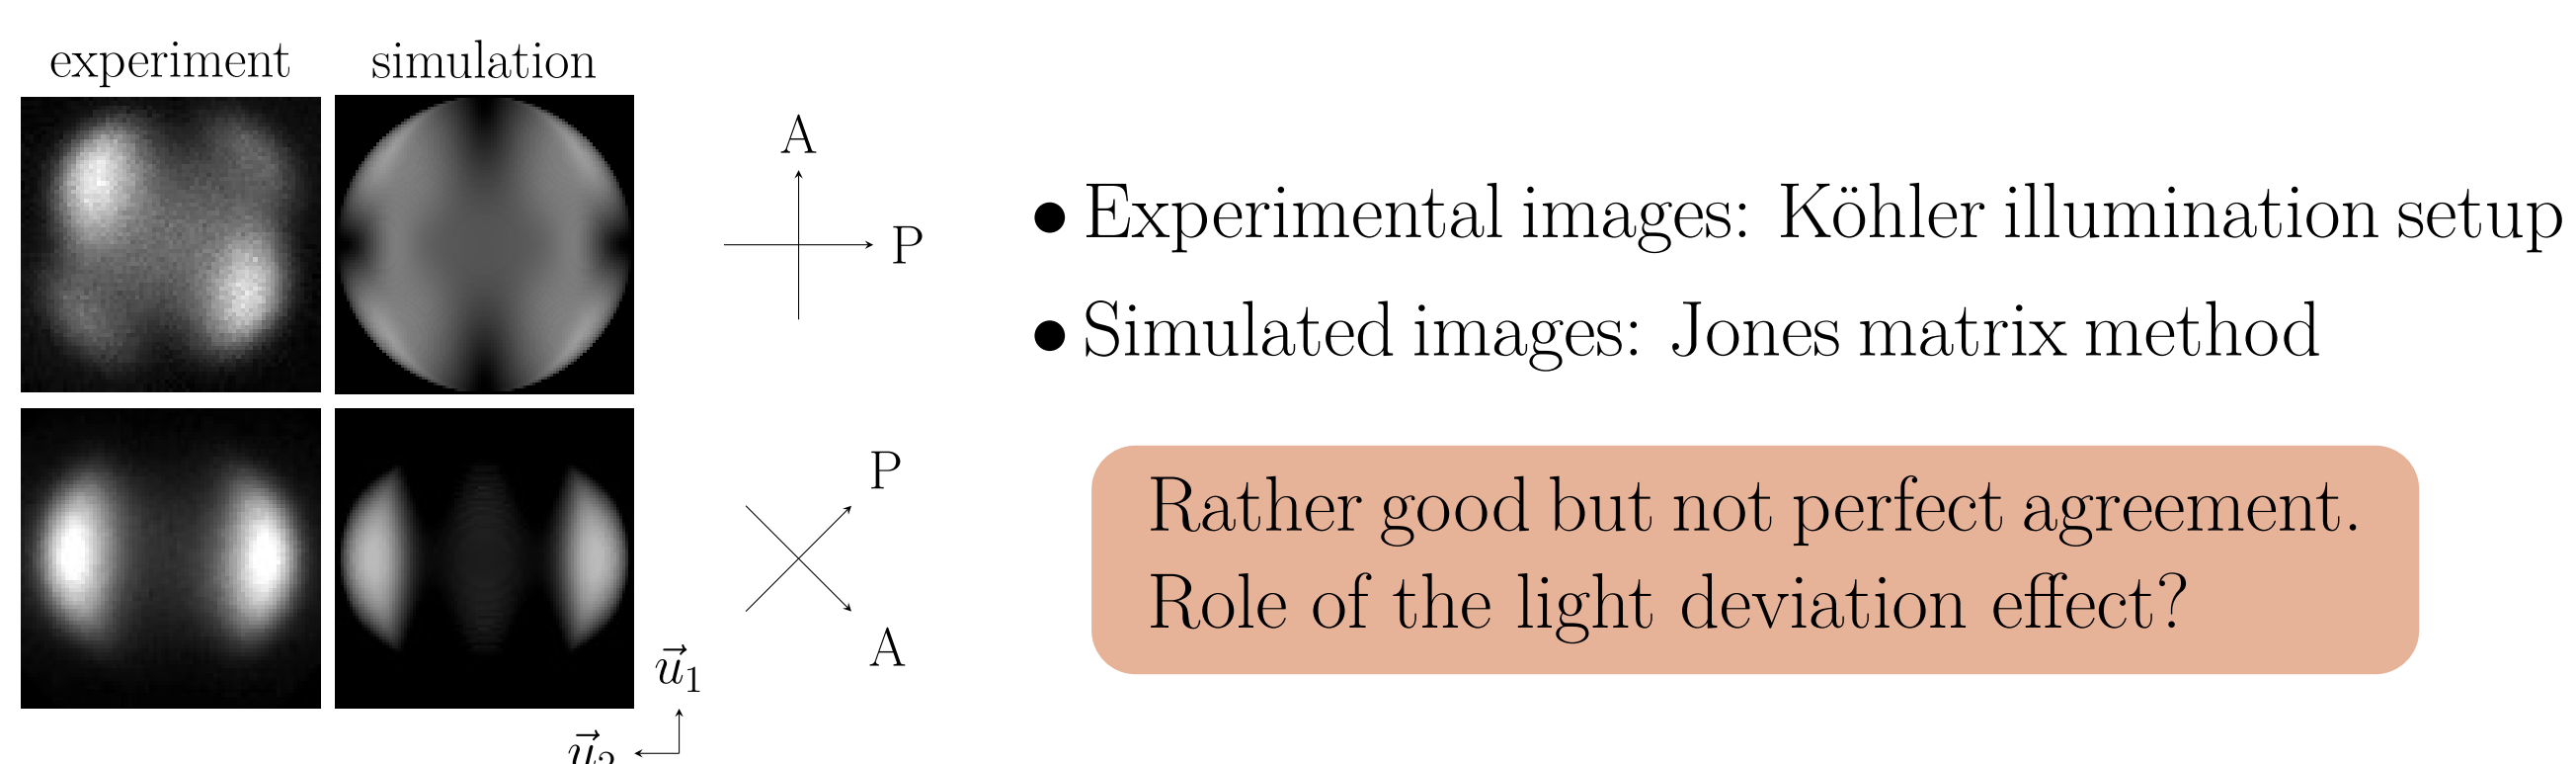 experiment
simulation
A
P
• Experimental images: Köhler illumination setup
• Simulated images: Jones matrix method
P
A
Rather good but not perfect agreement.
Role of the light deviation effect?
u⃗₁
u⃗₂